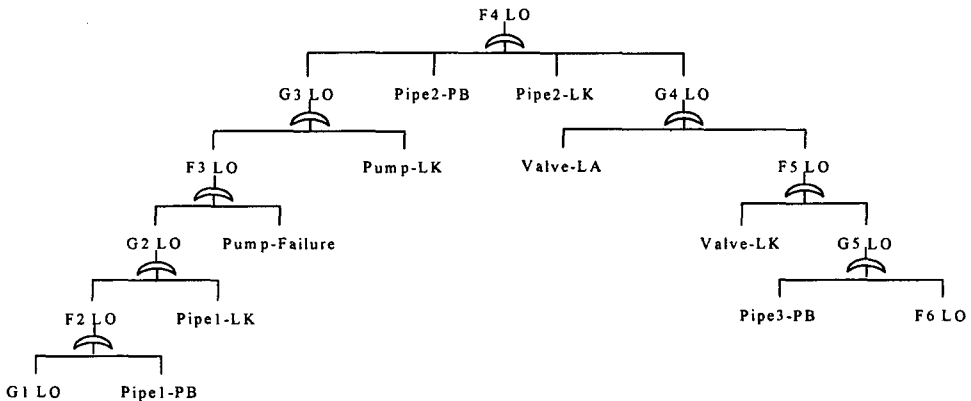 F4 LO
G3 LO Pipe2-PB Pipe2-LK G4 LO
F3 LO Pump-LK Valve-LA F5 LO
G2 LO Pump-Failure Valve-LK G5 LO
F2 LO Pipe1-LK Pipe3-PB F6 LO
G1 LO Pipe1-PB